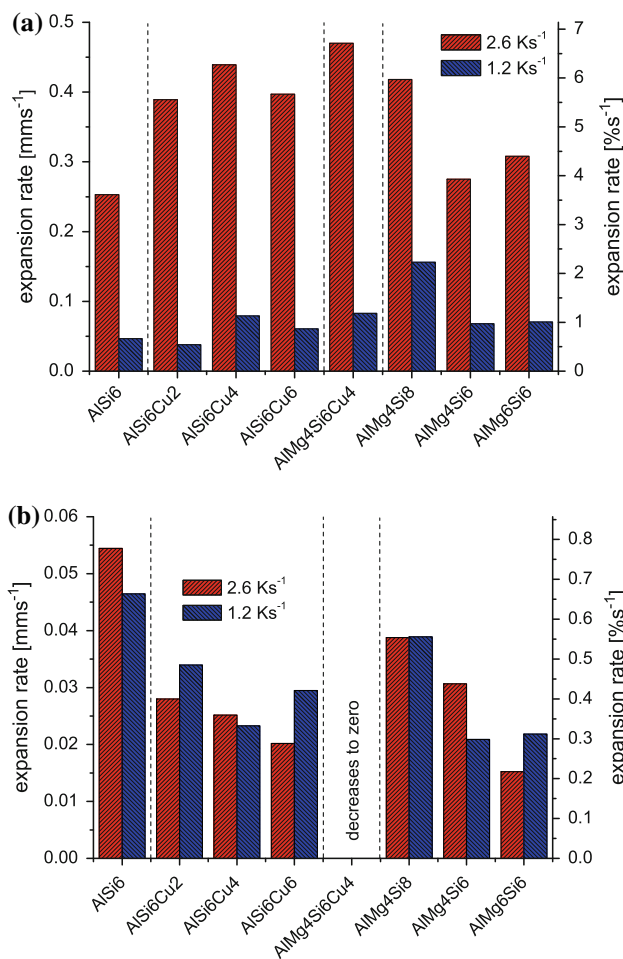 (a)
0.5
0.4
0.3
0.2
0.1
0.0
expansion rate [mms⁻¹]
2.6 Ks⁻¹
1.2 Ks⁻¹
7
6
5
4
3
2
1
0
expansion rate [%s⁻¹]
AlSi6
AlSi6Cu2
AlSi6Cu4
AlSi6Cu6
AlMg4Si6Cu4
AlMg4Si8
AlMg4Si6
AlMg6Si6
(b)
0.06
0.05
0.04
0.03
0.02
0.01
0.00
expansion rate [mms⁻¹]
2.6 Ks⁻¹
1.2 Ks⁻¹
decreases to zero
0.8
0.7
0.6
0.5
0.4
0.3
0.2
0.1
0.0
expansion rate [%s⁻¹]
AlSi6
AlSi6Cu2
AlSi6Cu4
AlSi6Cu6
AlMg4Si6Cu4
AlMg4Si8
AlMg4Si6
AlMg6Si6